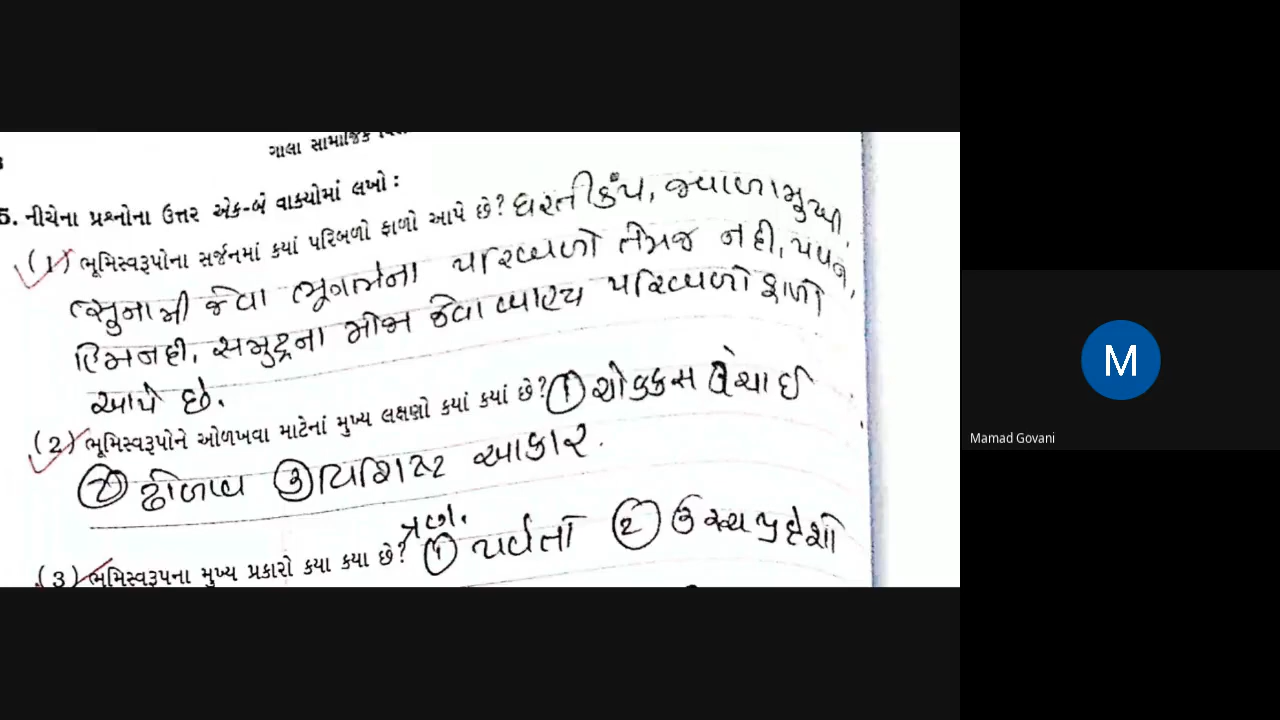 ગાલા સામાજિક
5. નીચેના પ્રશ્નોના ઉત્તર એક-બે વાક્યોમાં લખો :
(1) ભૂમિસ્વરૂપોના સર્જનમાં કયાં પરિબળો ફાળો આપે છે? ધરતીકંપ, જ્વાળામુખી,
ત્સુનામી જેવા ભૂગર્ભના પરિબળો તેમજ નદી, પવન,
હિમનદી, સમુદ્રના મોજા જેવા બાહ્ય પરિબળો ફાળો
આપે છે.
(2) ભૂમિસ્વરૂપોને ઓળખવા માટેનાં મુખ્ય લક્ષણો કયાં કયાં છે? ① ચોક્કસ ઊંચાઈ
② ઢોળાવ ③ વિશિષ્ટ આકાર.
ત્રણ.
(3) ભૂમિસ્વરૂપના મુખ્ય પ્રકારો કયા કયા છે? ① પર્વતો ② ઉચ્ચપ્રદેશો
M
Mamad Govani